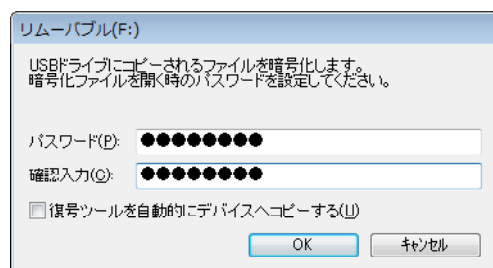 リムーバブル(F:)
USBドライブにコピーされるファイルを暗号化します。
暗号化ファイルを開く時のパスワードを設定してください。
パスワード(P): ●●●●●●●●
確認入力(C): ●●●●●●●●
復号ツールを自動的にデバイスへコピーする(U)
OK キャンセル